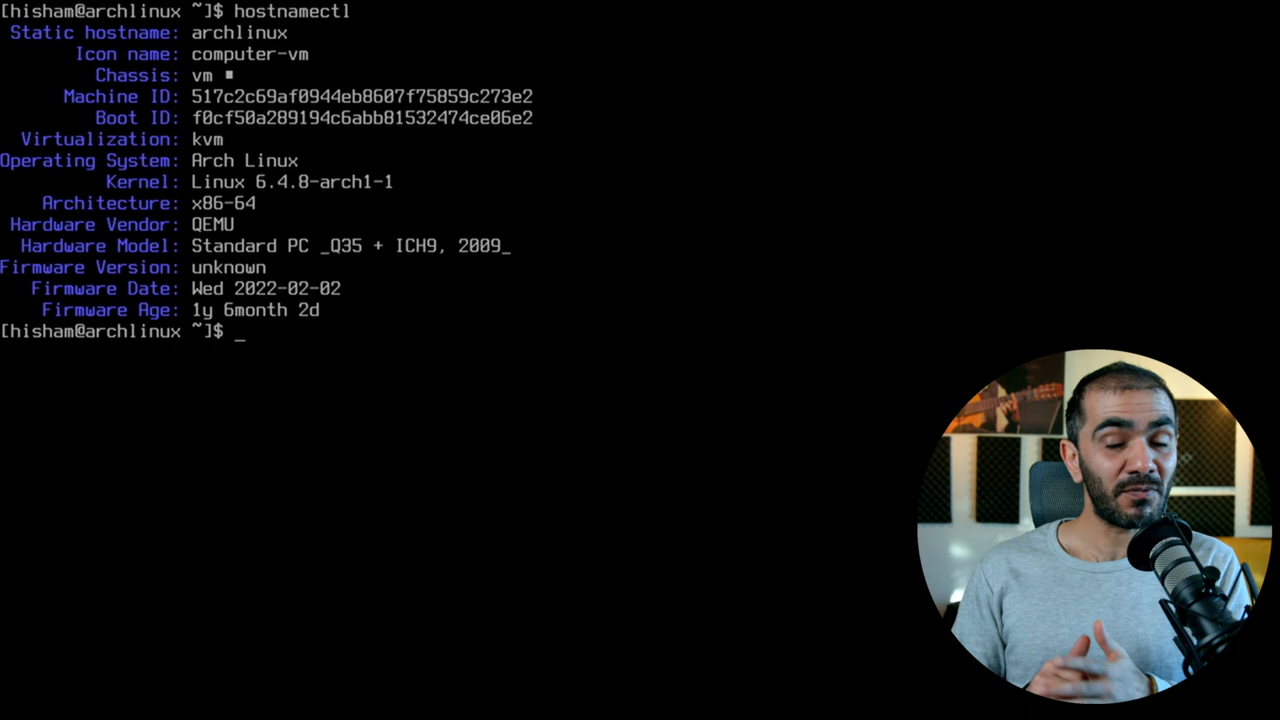 [hisham@archlinux ~]$ hostnamectl
Static hostname: archlinux
Icon name: computer-vm
Chassis: vm ■
Machine ID: 517c2c69af0944eb8607f75859c273e2
Boot ID: f0cf50a289194c6abb81532474ce06e2
Virtualization: kvm
Operating System: Arch Linux
Kernel: Linux 6.4.8-arch1-1
Architecture: x86-64
Hardware Vendor: QEMU
Hardware Model: Standard PC _Q35 + ICH9, 2009_
Firmware Version: unknown
Firmware Date: Wed 2022-02-02
Firmware Age: 1y 6month 2d
[hisham@archlinux ~]$ _